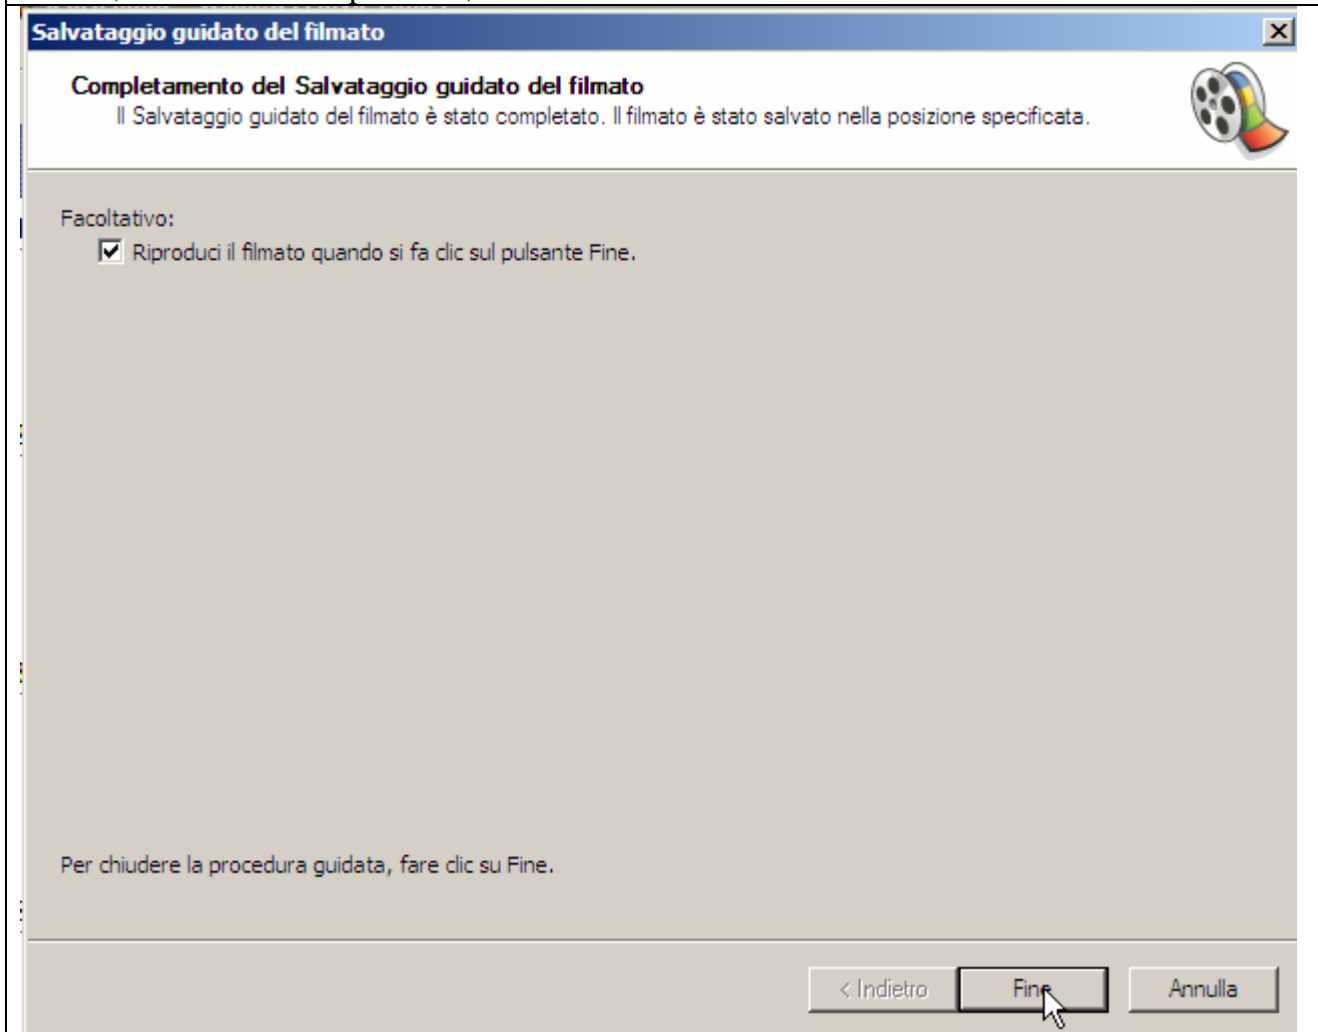 Salvataggio guidato del filmato
Completamento del Salvataggio guidato del filmato
Il Salvataggio guidato del filmato è stato completato. Il filmato è stato salvato nella posizione specificata.
Facoltativo:
Riproduci il filmato quando si fa clic sul pulsante Fine.
Per chiudere la procedura guidata, fare clic su Fine.
< Indietro
Fine
Annulla